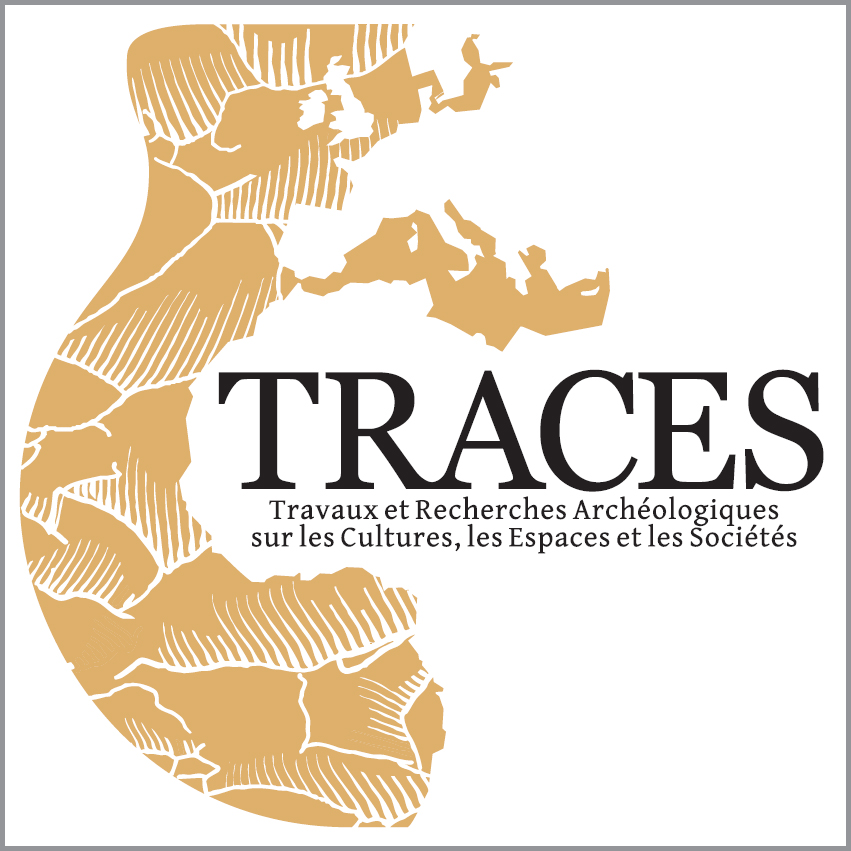 TRACES
Travaux et Recherches Archéologiques
sur les Cultures, les Espaces et les Sociétés